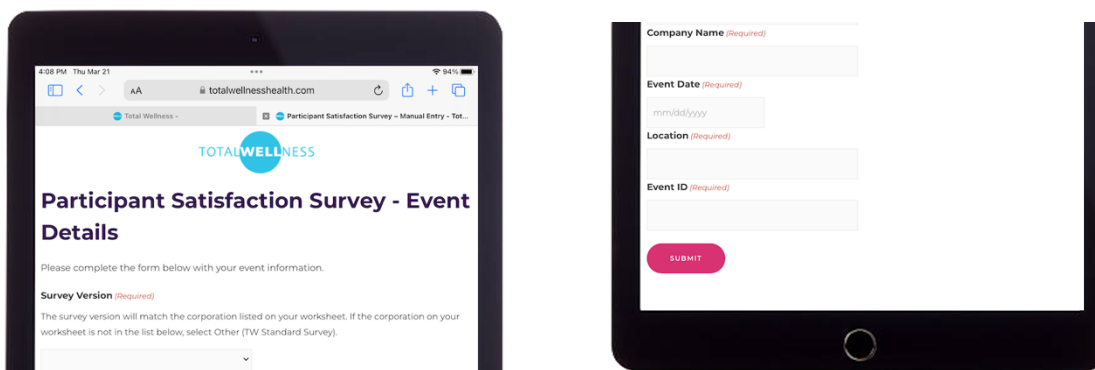 4:08 PM Thu Mar 21
94%
AA
totalwellnesshealth.com
Total Wellness -
Participant Satisfaction Survey – Manual Entry - Tot...
TOTALWELLNESS
Participant Satisfaction Survey - Event
Details
Please complete the form below with your event information.
Survey Version (Required)
The survey version will match the corporation listed on your worksheet. If the corporation on your
worksheet is not in the list below, select Other (TW Standard Survey).
Company Name (Required)
Event Date (Required)
mm/dd/yyyy
Location (Required)
Event ID (Required)
SUBMIT